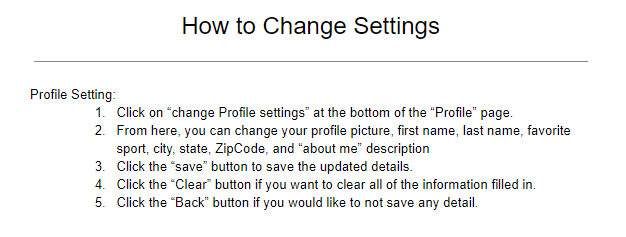 How to Change Settings
Profile Setting:
1. Click on “change Profile settings” at the bottom of the “Profile” page.
2. From here, you can change your profile picture, first name, last name, favorite
sport, city, state, ZipCode, and “about me” description
3. Click the “save” button to save the updated details.
4. Click the “Clear” button if you want to clear all of the information filled in.
5. Click the “Back” button if you would like to not save any detail.